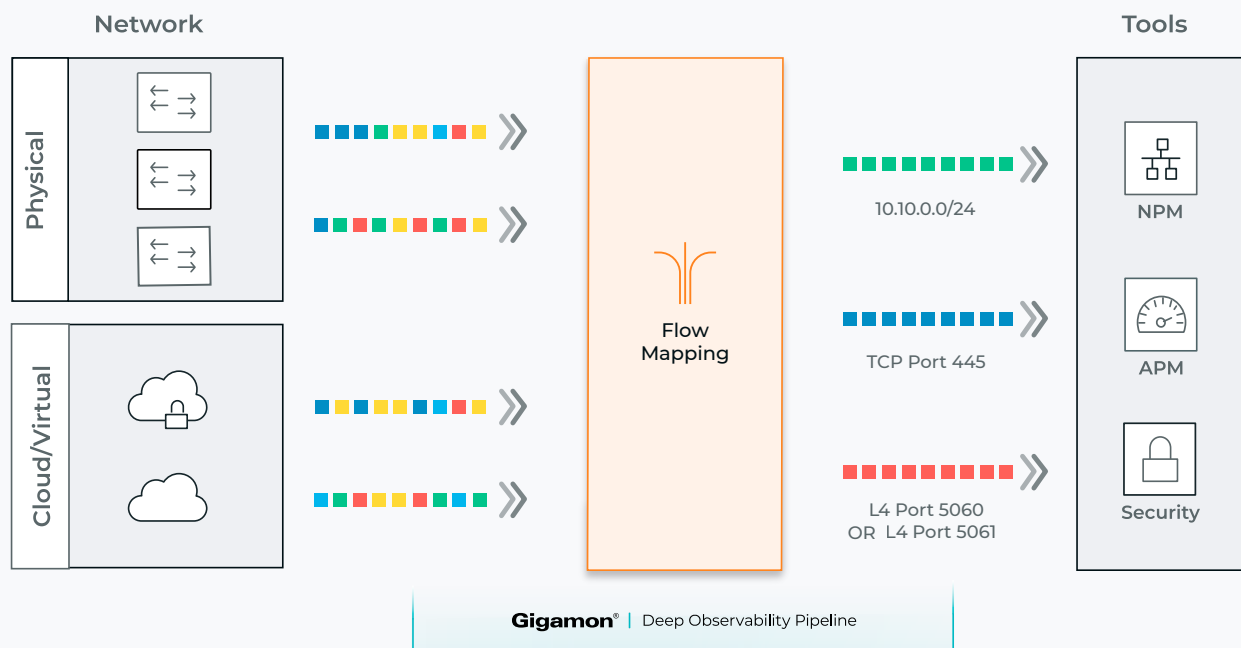 Network
Tools
Physical
Cloud/Virtual
Flow
Mapping
10.10.0.0/24
TCP Port 445
L4 Port 5060
OR L4 Port 5061
NPM
APM
Security
Gigamon® | Deep Observability Pipeline